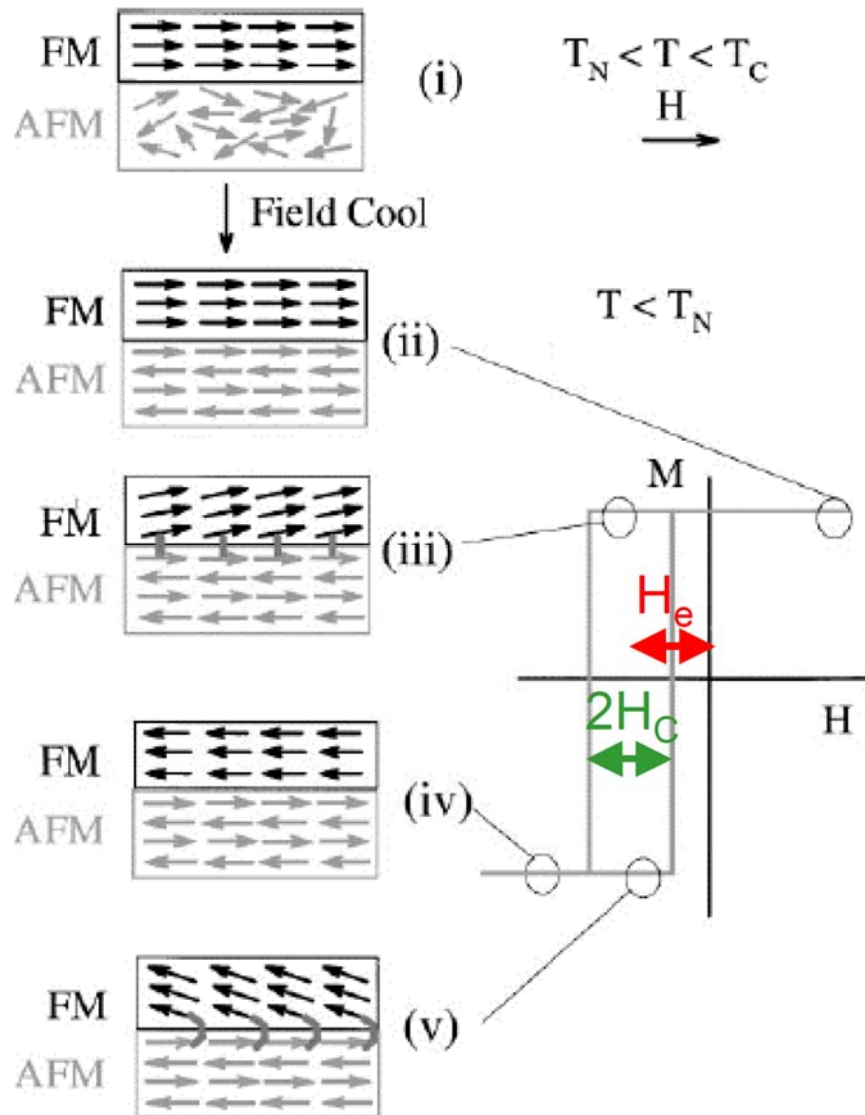 FM
AFM
(i)
T_N < T < T_C
H
Field Cool
FM
AFM
(ii)
T < T_N
FM
AFM
(iii)
M
H_e
2H_C
H
FM
AFM
(iv)
FM
AFM
(v)